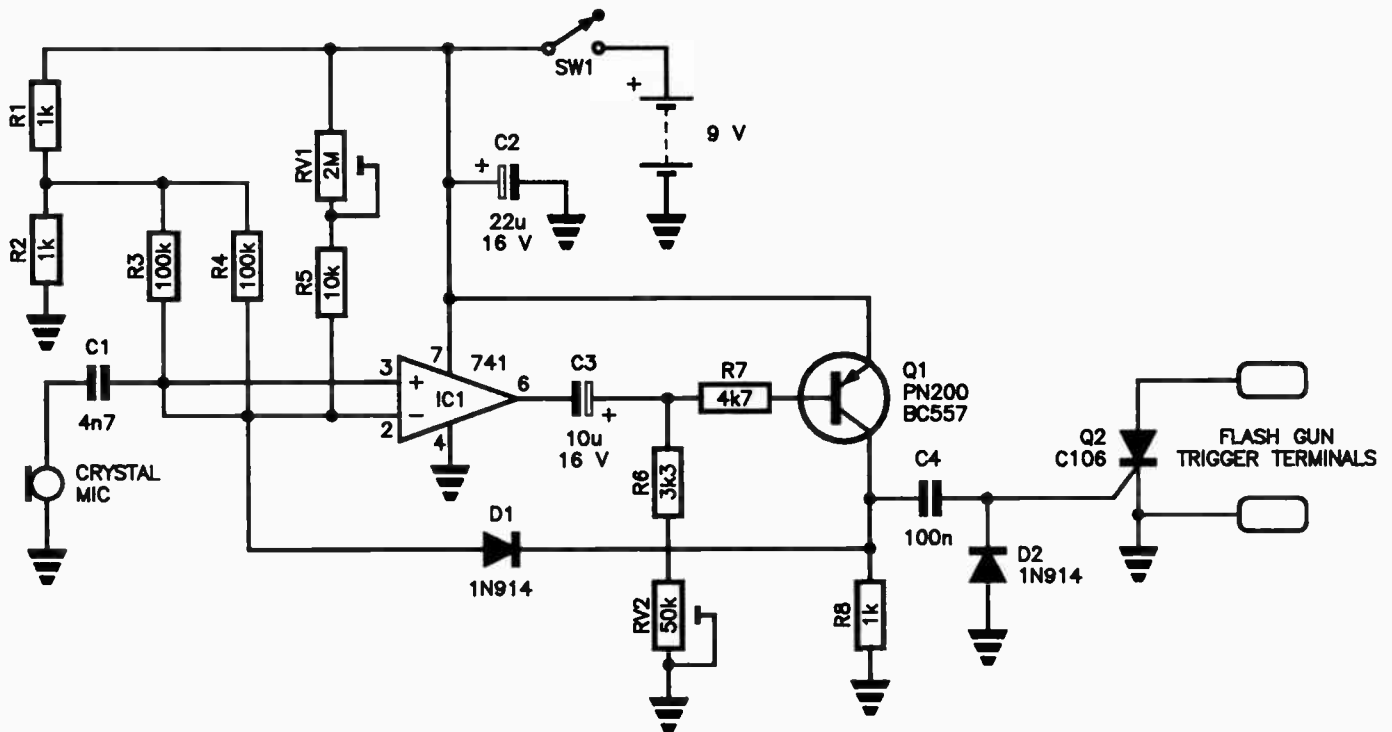 SW1
+
9 V
R1
1k
R2
1k
R3
100k
R4
100k
RV1
2M
R5
10k
C2
+
22u
16 V
C1
4n7
CRYSTAL
MIC
3
+
2
−
7
741
IC1
4
6
C3
+
10u
16 V
R7
4k7
Q1
PN200
BC557
R6
3k3
RV2
50k
D1
1N914
C4
100n
D2
1N914
R8
1k
Q2
C106
FLASH GUN
TRIGGER TERMINALS